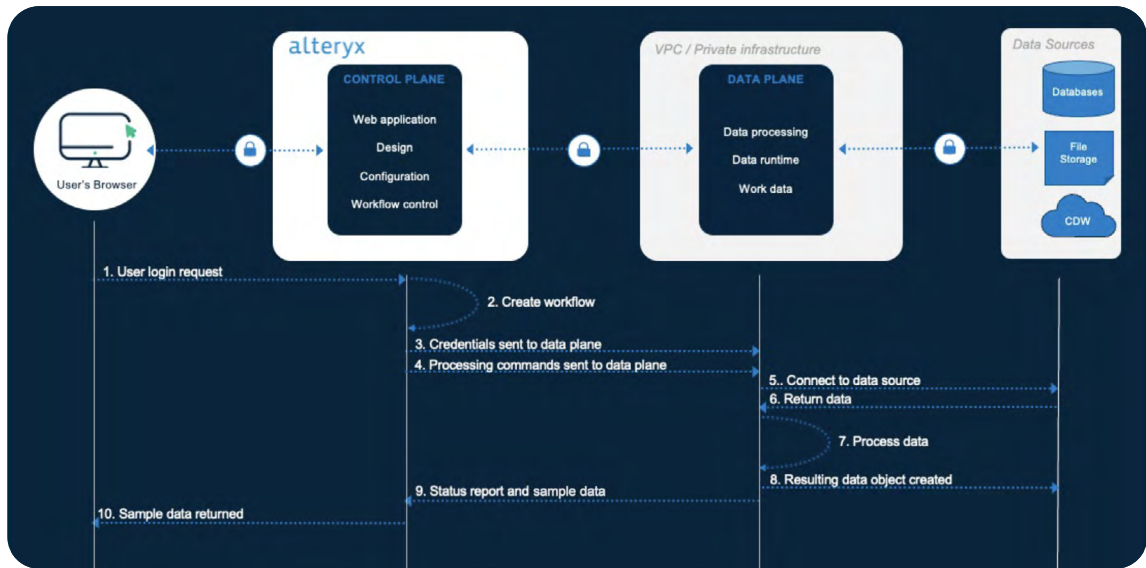 alteryx
VPC / Private infrastructure
Data Sources
CONTROL PLANE
DATA PLANE
Databases
Web application
Design
Configuration
Workflow control
Data processing
Data runtime
Work data
File
Storage
CDW
User's Browser
1. User login request
2. Create workflow
3. Credentials sent to data plane
4. Processing commands sent to data plane
5.. Connect to data source
6. Return data
7. Process data
8. Resulting data object created
9. Status report and sample data
10. Sample data returned